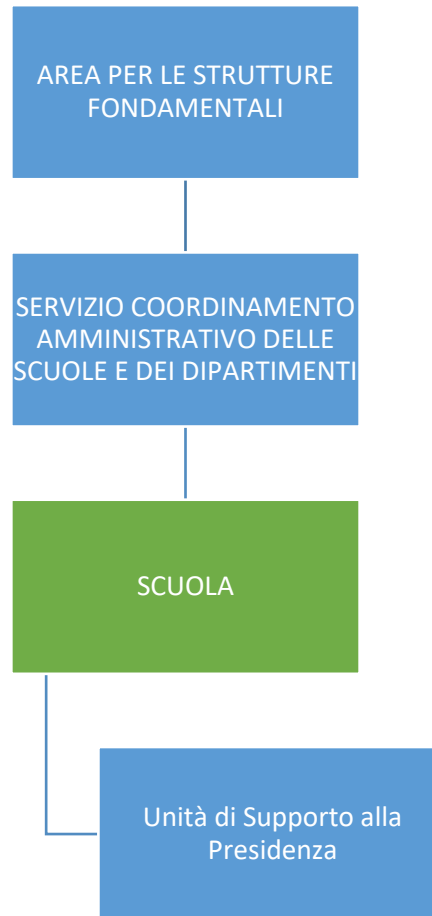 AREA PER LE STRUTTURE
FONDAMENTALI
SERVIZIO COORDINAMENTO
AMMINISTRATIVO DELLE
SCUOLE E DEI DIPARTIMENTI
SCUOLA
Unità di Supporto alla
Presidenza